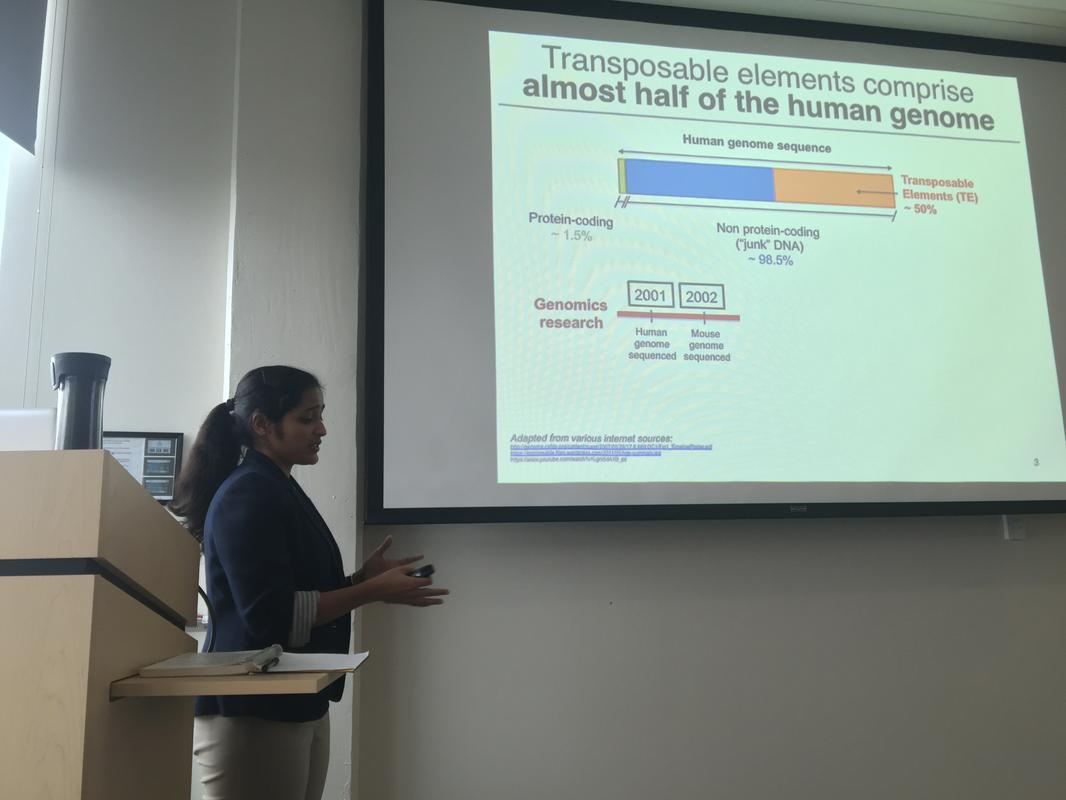 Transposable elements comprise
almost half of the human genome
Human genome sequence
Transposable
Elements (TE)
~ 50%
Protein-coding
~ 1.5%
Non protein-coding
("junk" DNA)
~ 98.5%
Genomics
research
2001
2002
Human
genome
sequenced
Mouse
genome
sequenced
Adapted from various internet sources:
3